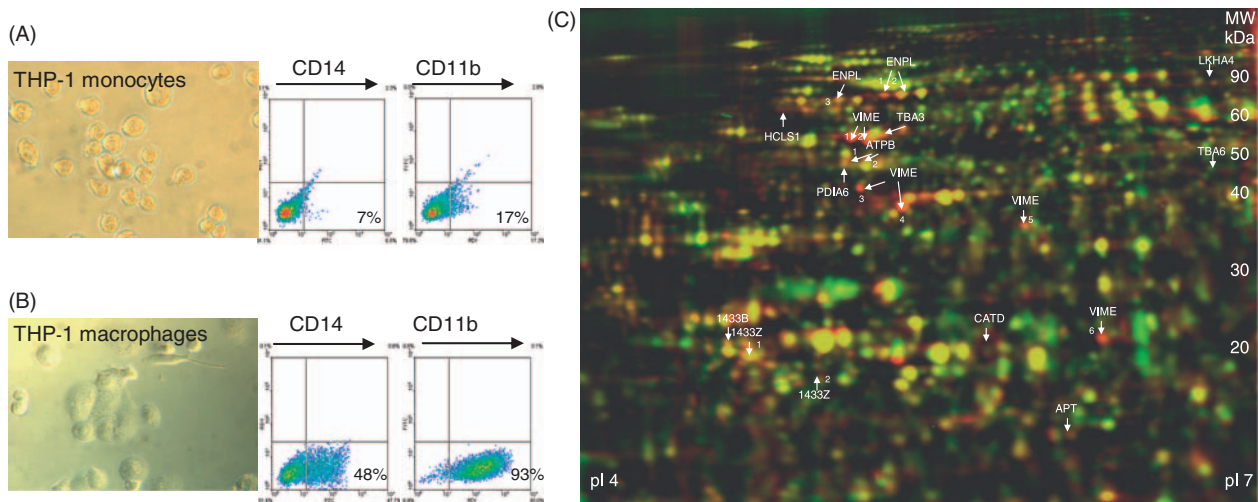 (A)
THP-1 monocytes
CD14
7%
CD11b
17%
(B)
THP-1 macrophages
CD14
48%
CD11b
93%
(C)
MW
kDa
LKHA4
ENPL
ENPL
1 2
3
90
HCLS1
VIME
TBA3
60
1 2
ATPB
1
2
TBA6
50
PDIA6
VIME
3
4
40
VIME
5
30
1433B
1433Z
1
CATD
VIME
6
20
2
1433Z
APT
pI 4
pI 7